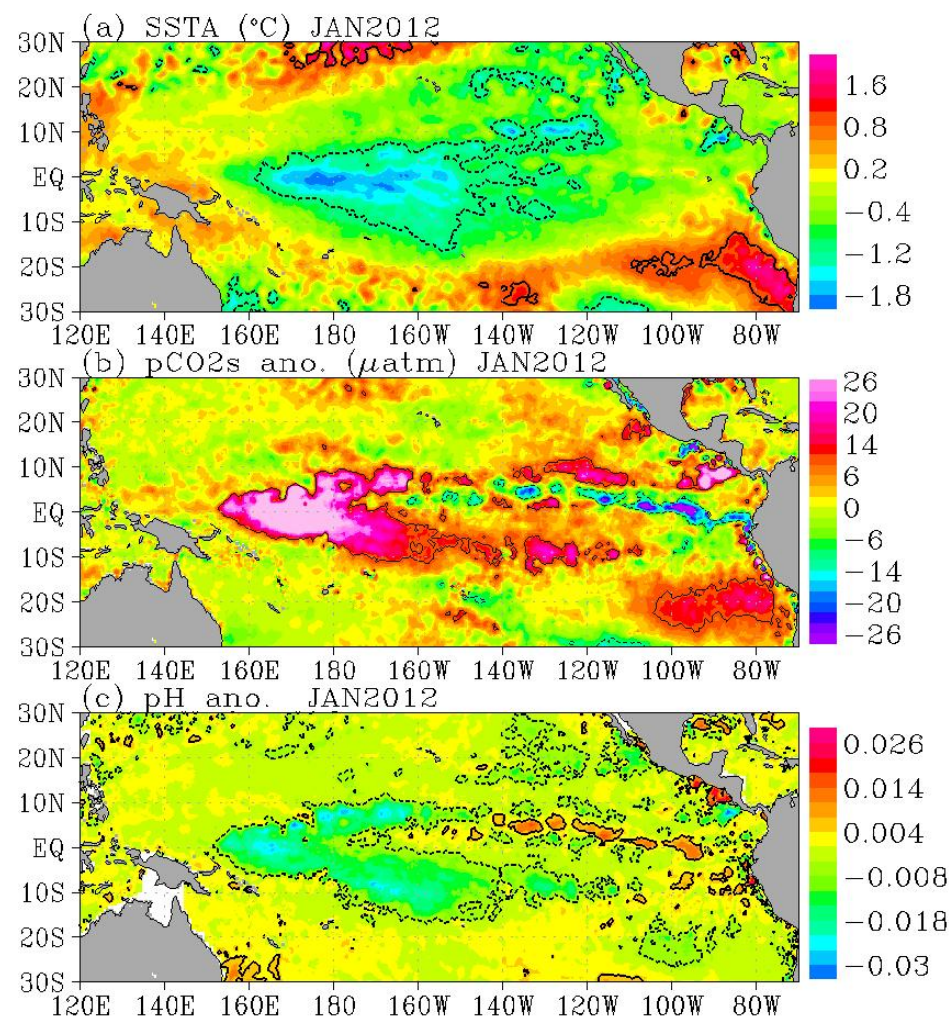 (a) SSTA (°C) JAN2012
30N
20N
10N
EQ
10S
20S
30S
120E 140E 160E 180 160W 140W 120W 100W 80W
1.6
0.8
0.2
−0.4
−1.2
−1.8
(b) pCO2s ano. (μatm) JAN2012
30N
20N
10N
EQ
10S
20S
30S
120E 140E 160E 180 160W 140W 120W 100W 80W
26
20
14
6
0
−6
−14
−20
−26
(c) pH ano. JAN2012
30N
20N
10N
EQ
10S
20S
30S
120E 140E 160E 180 160W 140W 120W 100W 80W
0.026
0.014
0.004
−0.008
−0.018
−0.03